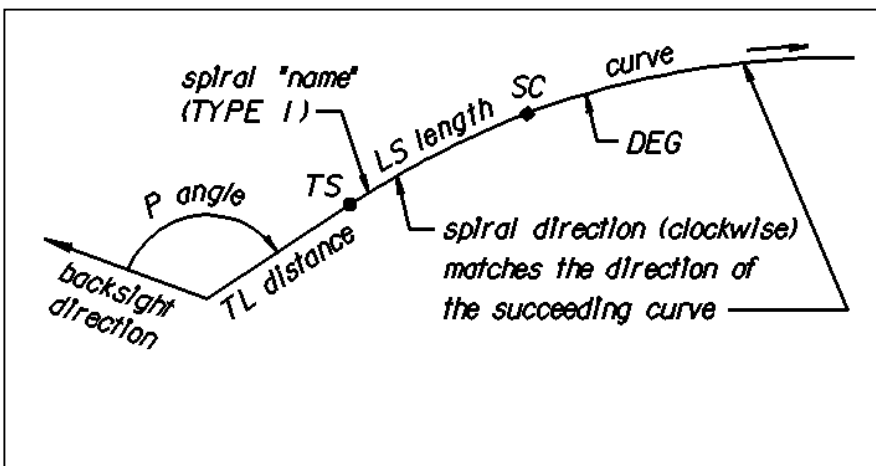 spiral "name"
(TYPE 1)
SC
curve
LS length
DEG
TS
P angle
TL distance
backsight
direction
spiral direction (clockwise)
matches the direction of
the succeeding curve